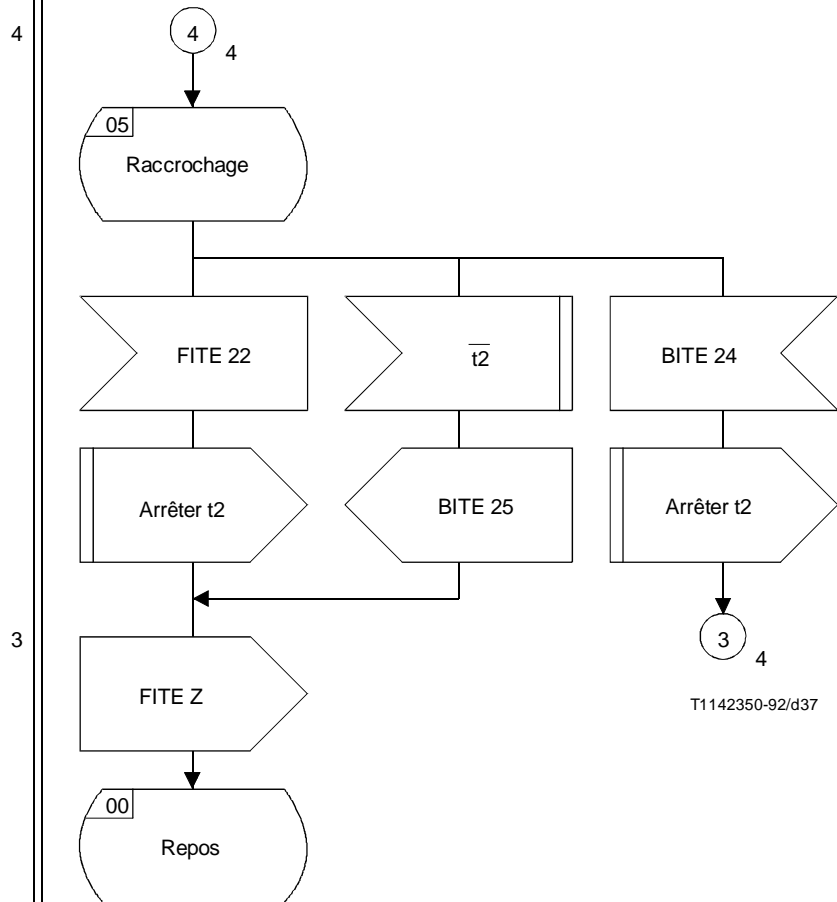 4
4
4
05
Raccrochage
FITE 22
t2
BITE 24
Arrêter t2
BITE 25
Arrêter t2
3
3
4
FITE Z
T1142350-92/d37
00
Repos